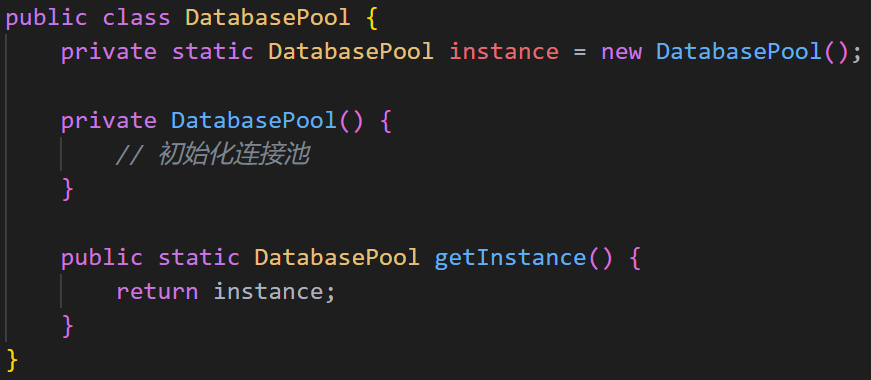 public class DatabasePool {
    private static DatabasePool instance = new DatabasePool();
    private DatabasePool() {
        // 初始化连接池
    }
    public static DatabasePool getInstance() {
        return instance;
    }
}